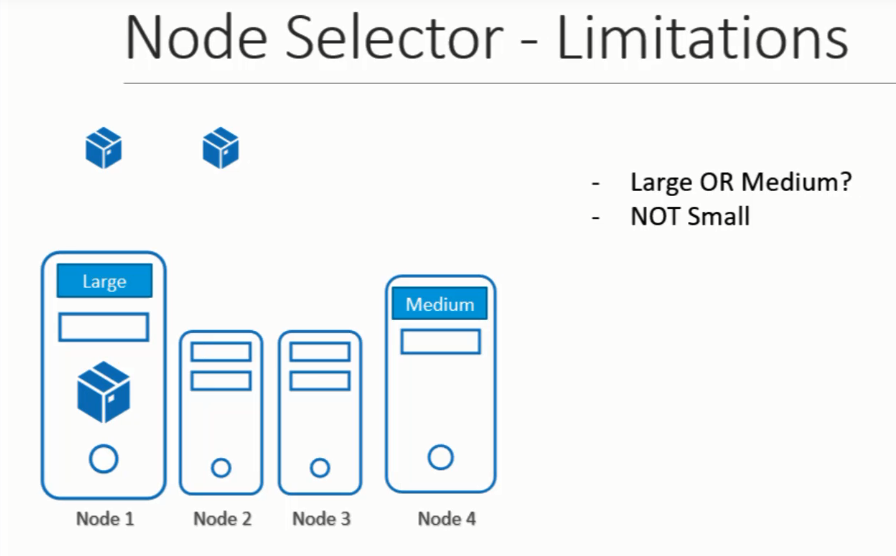 Node Selector - Limitations
- Large OR Medium?
- NOT Small
Large
Medium
Node 1
Node 2
Node 3
Node 4